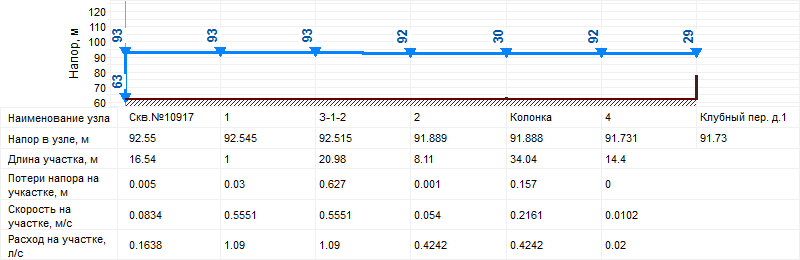 Напор, м
120
110
100
90
80
70
60
93 93 93 92 30 92 29
63
Наименование узла Скв.№10917 1 3-1-2 2 Колонка 4 Клубный пер. д.1
Напор в узле, м 92.55 92.545 92.515 91.889 91.888 91.731 91.73
Длина участка, м 16.54 1 20.98 8.11 34.04 14.4
Потери напора на
учкастке, м 0.005 0.03 0.627 0.001 0.157 0
Скорость на
участке, м/с 0.0834 0.5551 0.5551 0.054 0.2161 0.0102
Расход на участке,
л/с 0.1638 1.09 1.09 0.4242 0.4242 0.02